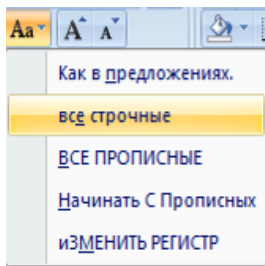 Aa A A
Как в предложениях.
все строчные
ВСЕ ПРОПИСНЫЕ
Начинать С Прописных
иЗМЕНИТЬ РЕГИСТР